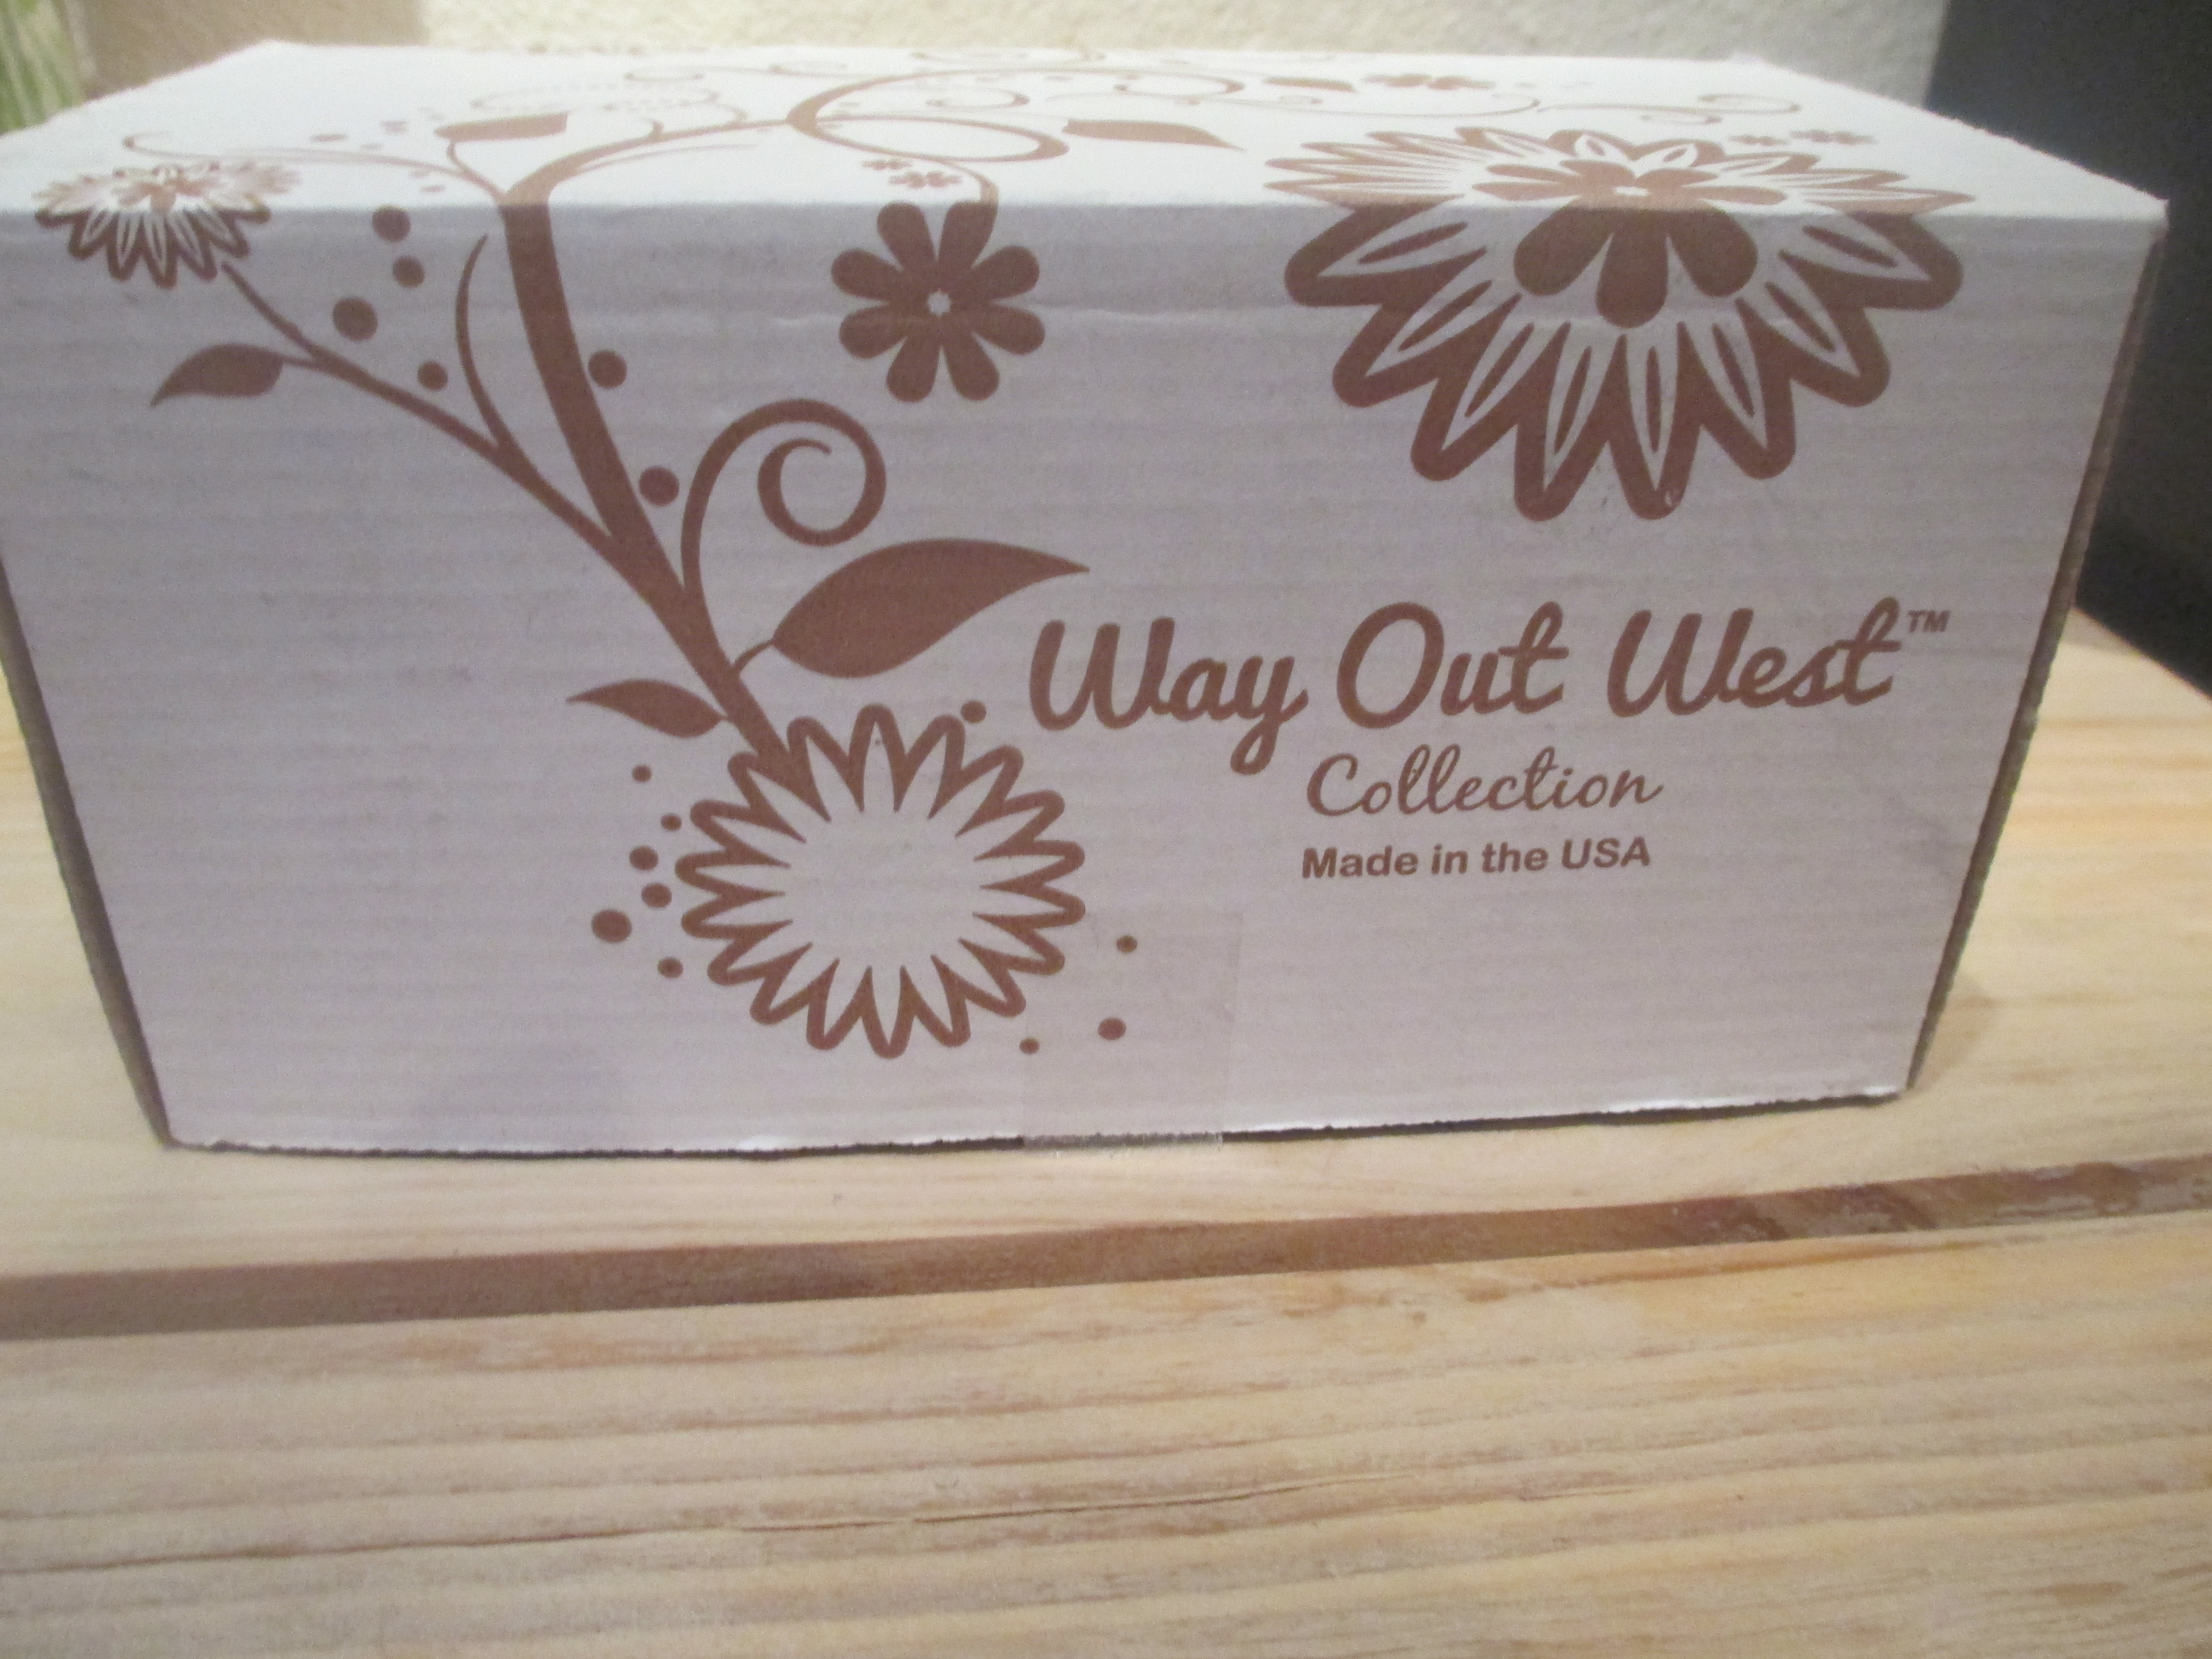 Way Out West™
Collection
Made in the USA